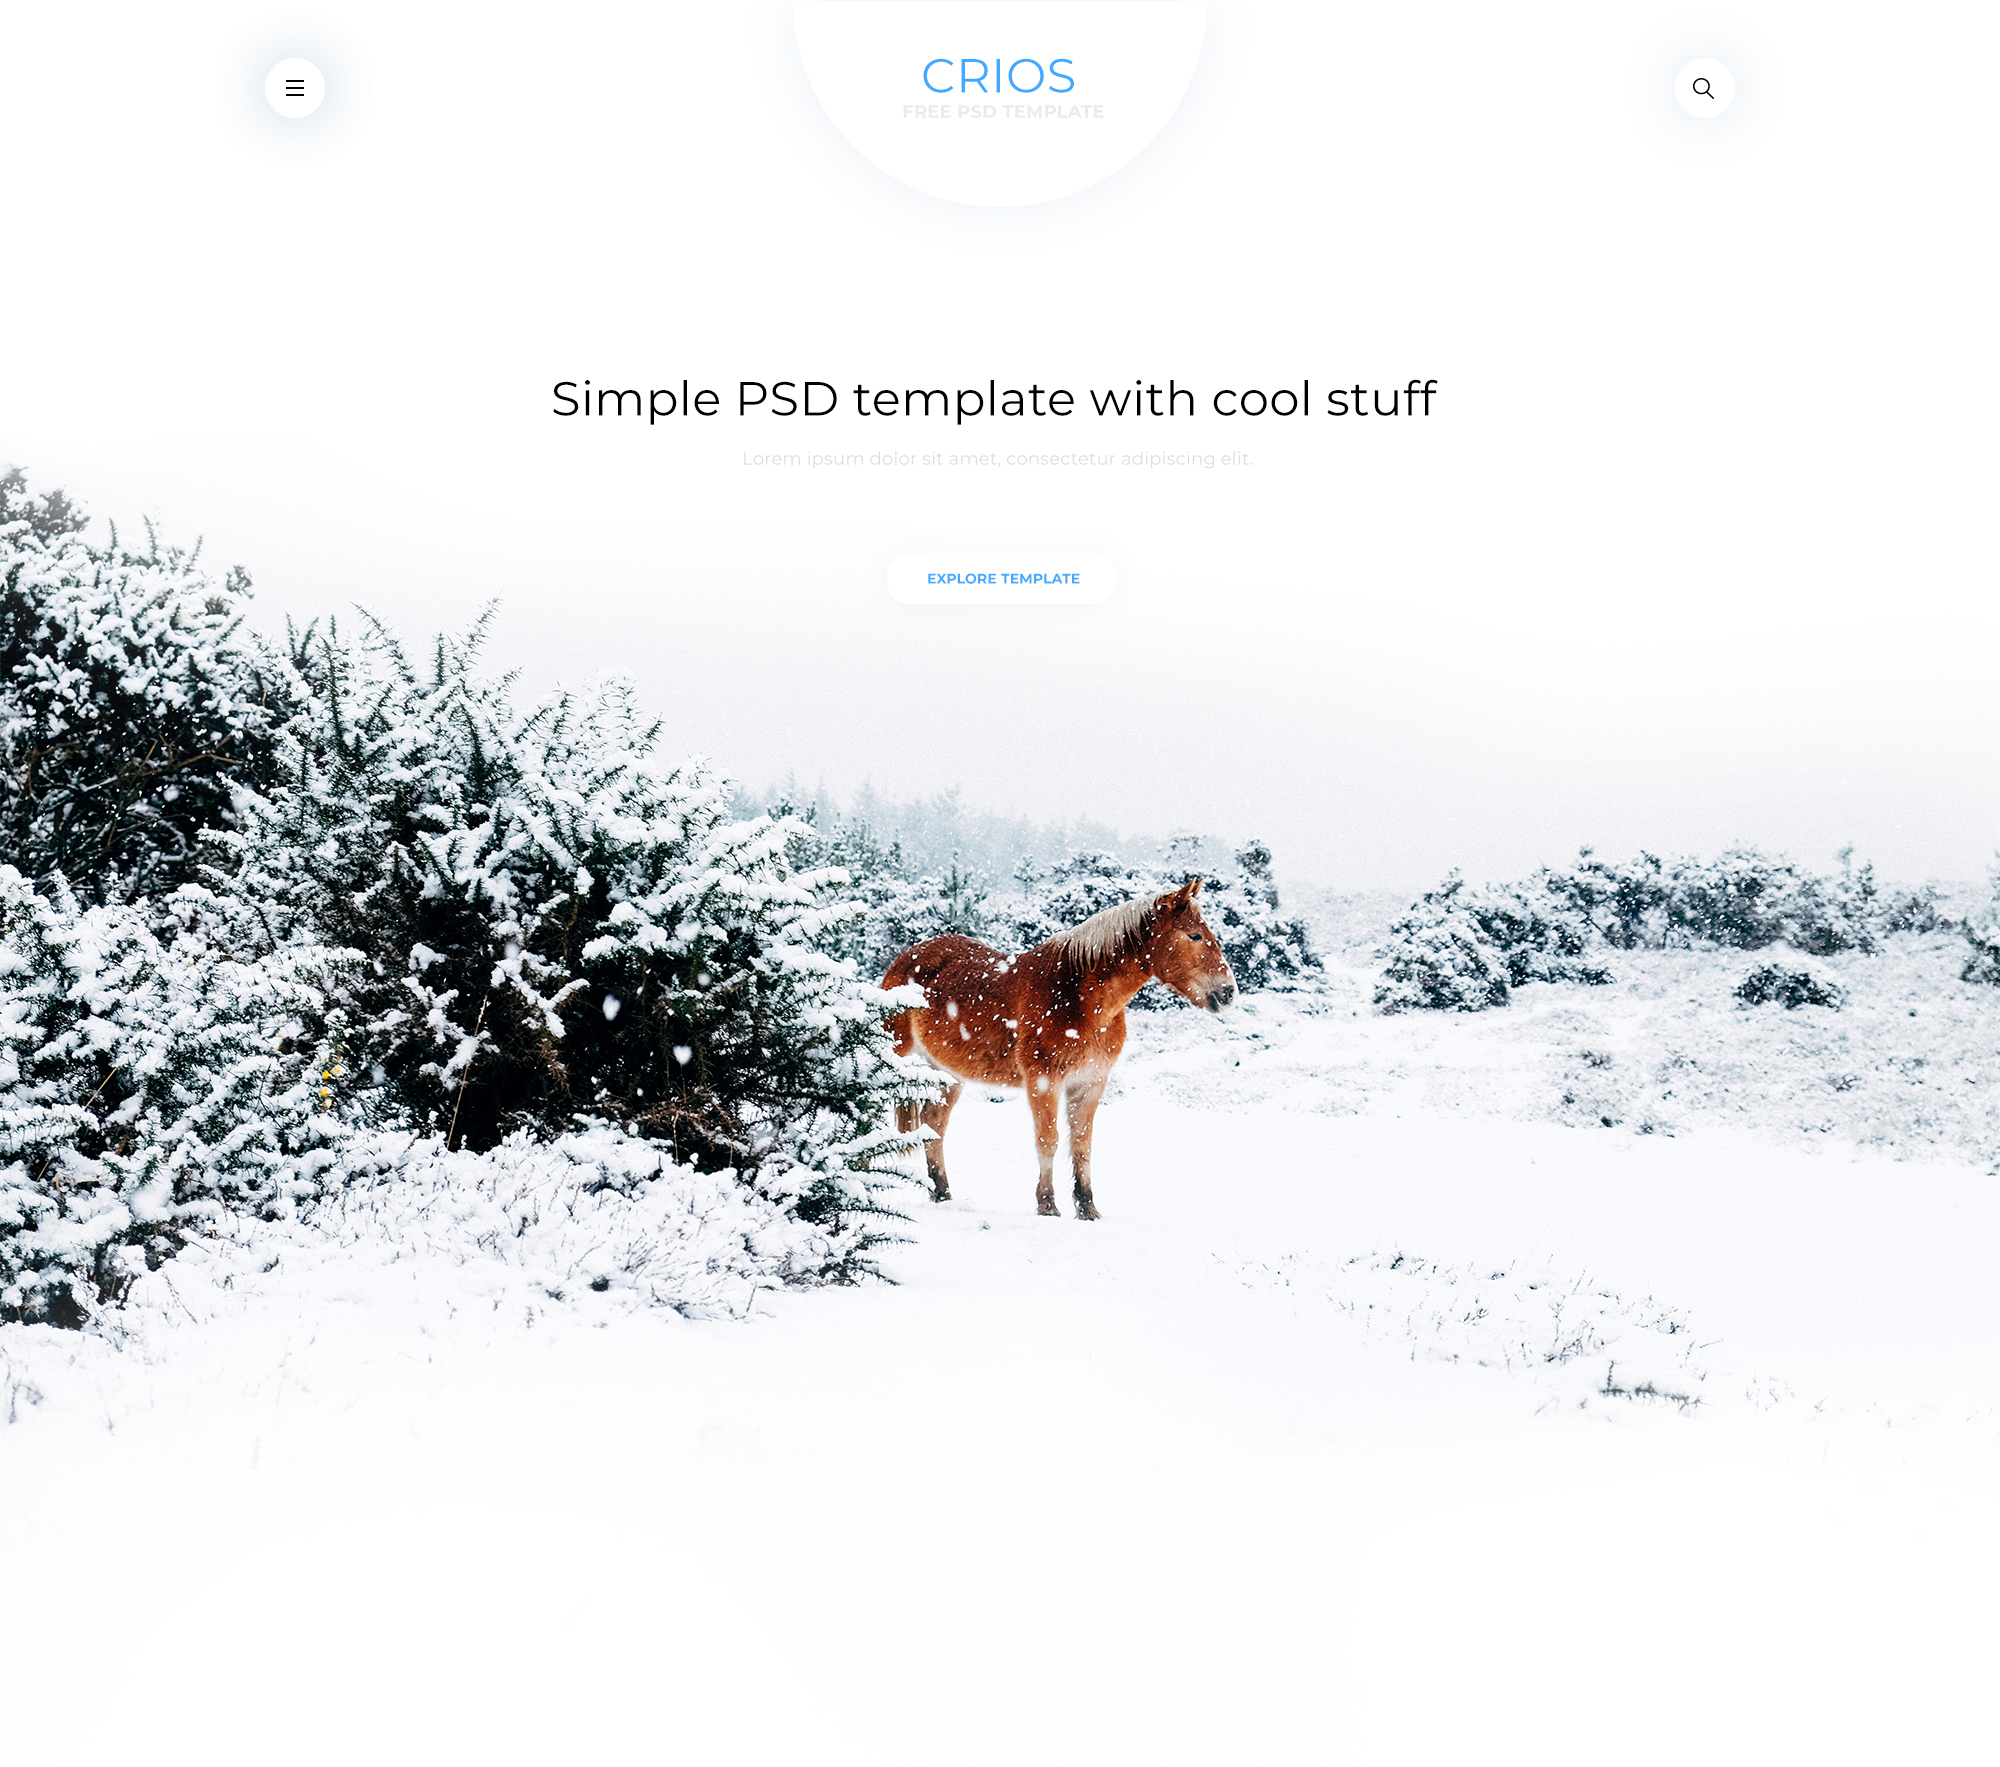 CRIOS
FREE PSD TEMPLATE
Simple PSD template with cool stuff
Lorem ipsum dolor sit amet, consectetur adipiscing elit.
EXPLORE TEMPLATE